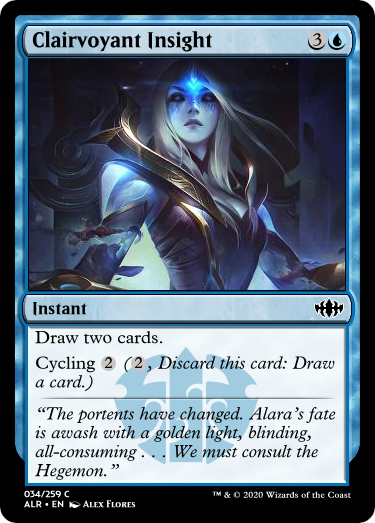 Clairvoyant Insight 3
Instant
Draw two cards.
Cycling 2 (2, Discard this card: Draw
a card.)
“The portents have changed. Alara’s fate
is awash with a golden light, blinding,
all-consuming . . . We must consult the
Hegemon.”
034/259 C
ALR • EN Alex Flores
™ & © 2020 Wizards of the Coast